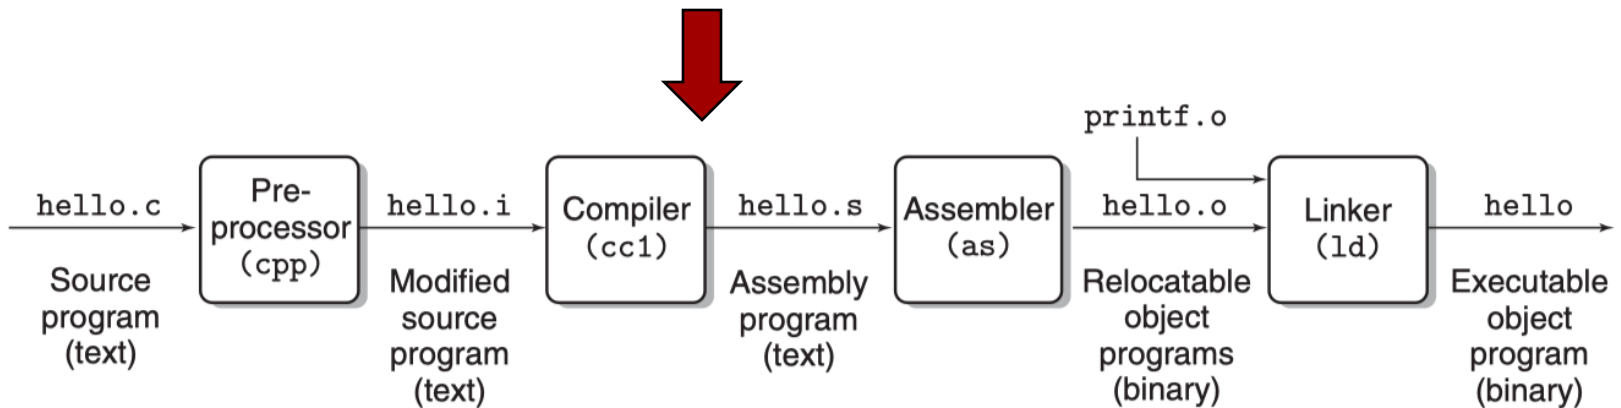 printf.o
hello.c
Pre-
processor
(cpp)
hello.i
Compiler
(cc1)
hello.s
Assembler
(as)
hello.o
Linker
(ld)
hello
Source
program
(text)
Modified
source
program
(text)
Assembly
program
(text)
Relocatable
object
programs
(binary)
Executable
object
program
(binary)